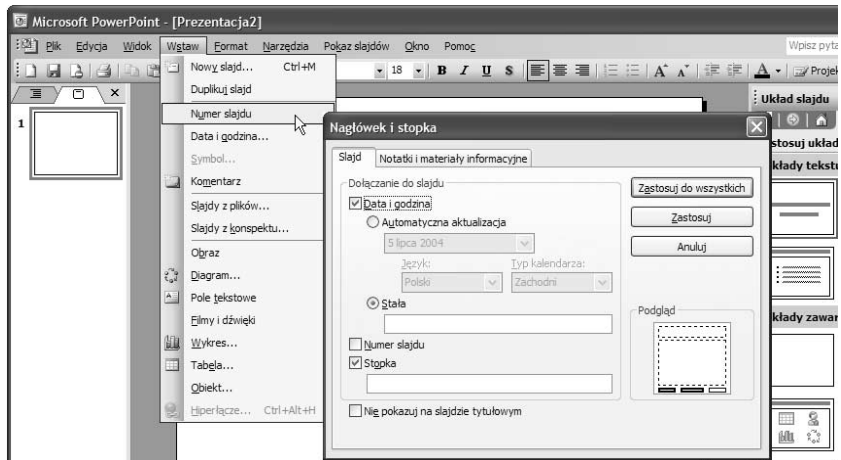 Microsoft PowerPoint - [Prezentacja2]
Plik Edycja Widok Wstaw Format Narzędzia Pokaz slajdów Okno Pomoc
18 B I U S A A A Projek
Nowy slajd... Ctrl+M
Duplikuj slajd
Numer slajdu
Data i godzina...
Symbol...
Komentarz
Slajdy z plików...
Slajdy z konspektu...
Obraz
Diagram...
Pole tekstowe
Filmy i dźwięki
Wykres...
Tabela...
Obiekt...
Hiperłącze... Ctrl+Alt+H
1
Nagłówek i stopka
Slajd Notatki i materiały informacyjne
Dołączanie do slajdu
Data i godzina
Automatyczna aktualizacja
5 lipca 2004
Język: Typ kalendarza:
Polski Zachodni
Stała
Numer slajdu
Stopka
Nie pokazuj na slajdzie tytułowym
Zastosuj do wszystkich
Zastosuj
Anuluj
Podgląd
Wpisz pyta
Układ slajdu
stosuj układ
kłady tekstu
kłady zawar